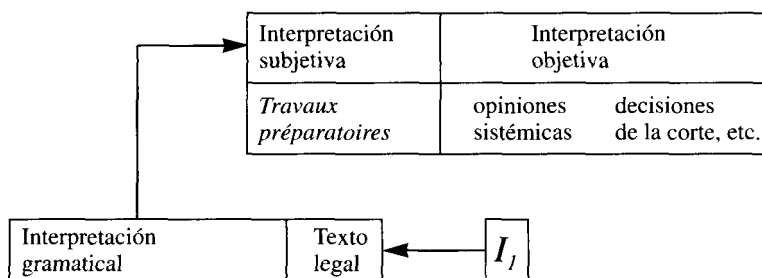 Interpretación Interpretación
subjetiva objetiva
Travaux opiniones decisiones
préparatoires sistémicas de la corte, etc.
Interpretación Texto I1
gramatical legal